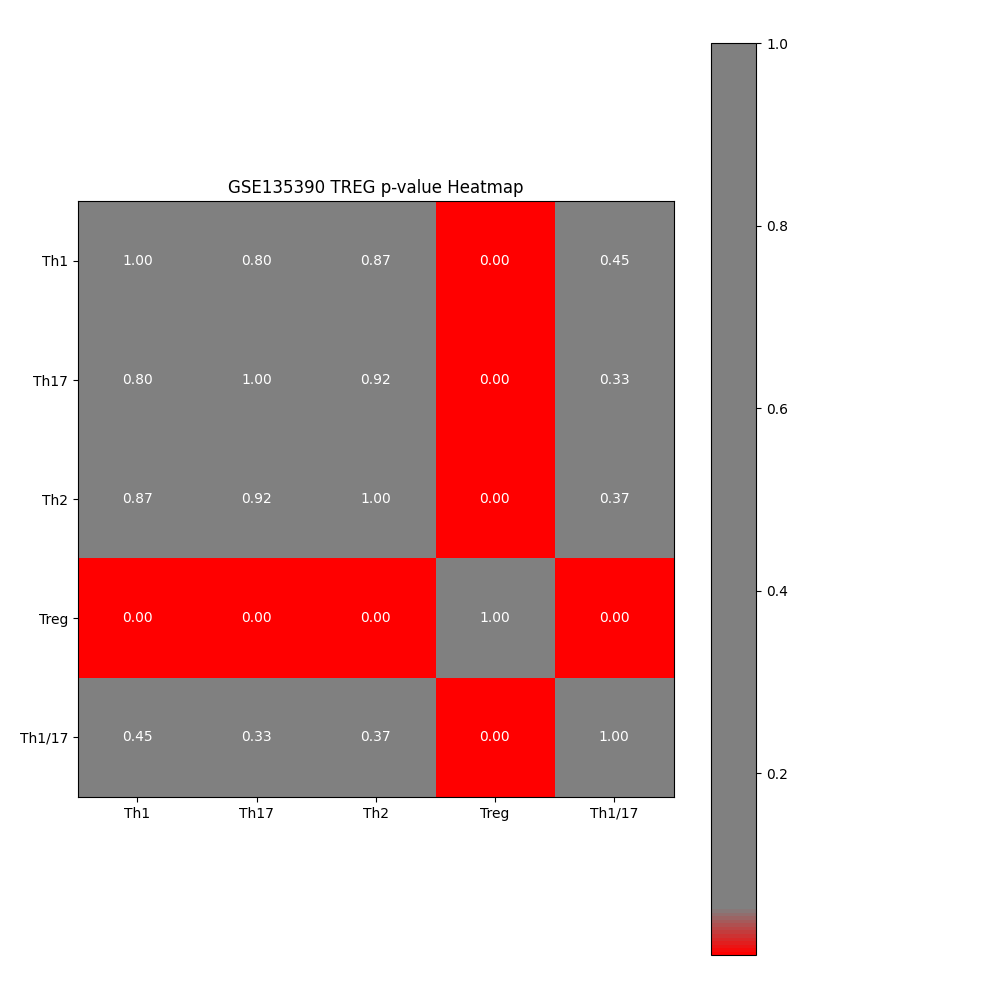 GSE135390 TREG p-value Heatmap
Th1 1.00 0.80 0.87 0.00 0.45
Th17 0.80 1.00 0.92 0.00 0.33
Th2 0.87 0.92 1.00 0.00 0.37
Treg 0.00 0.00 0.00 1.00 0.00
Th1/17 0.45 0.33 0.37 0.00 1.00
Th1 Th17 Th2 Treg Th1/17
1.0
0.8
0.6
0.4
0.2